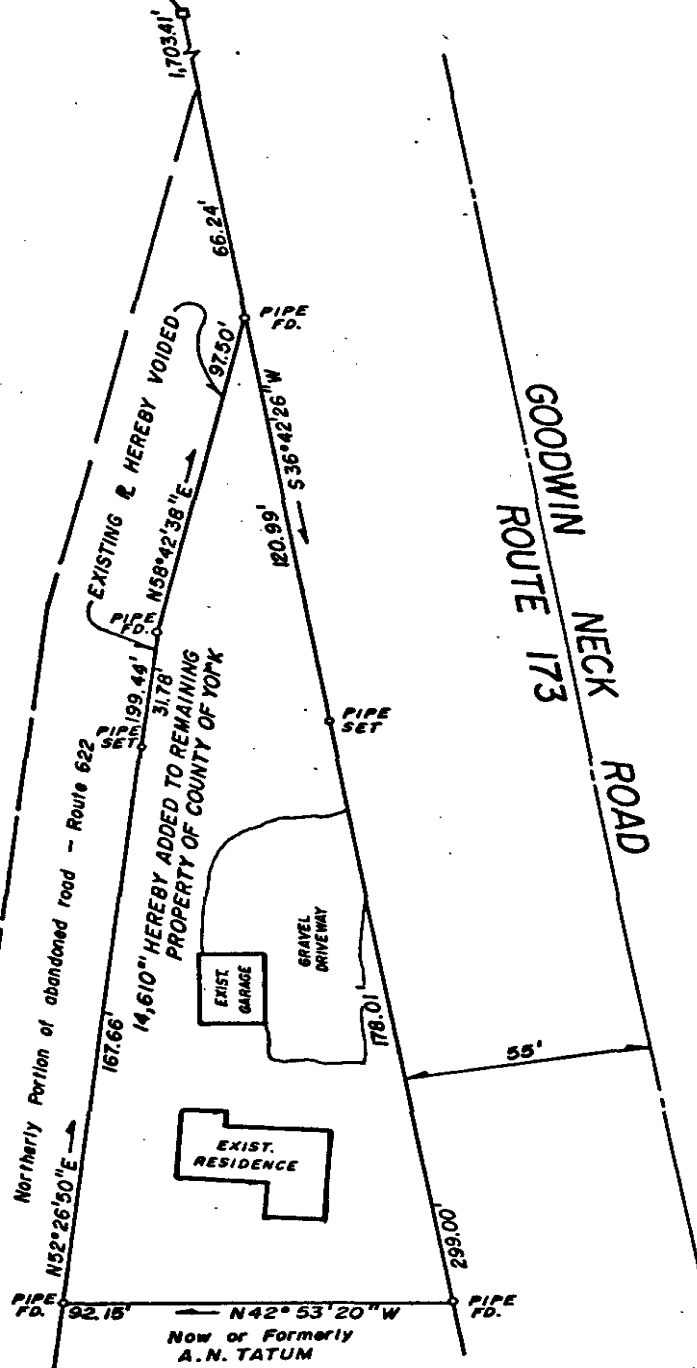 1,703.41'
66.24'
PIPE
FD.
EXISTING ℞ HEREBY VOIDED
97.50'
N58°42'38"E
S36°42'26"W
120.99'
GOODWIN NECK ROAD
ROUTE 173
PIPE
FD.
199.44'
31.78'
PIPE
SET
PIPE
SET
14,610□' HEREBY ADDED TO REMAINING
PROPERTY OF COUNTY OF YORK
Northerly Portion of abandoned road - Route 622
GRAVEL
DRIVEWAY
EXIST.
GARAGE
167.66'
178.01'
55'
EXIST.
RESIDENCE
N52°26'50"E
299.00'
PIPE
FD.
92.15'
N42°53'20"W
PIPE
FD.
Now or Formerly
A.N. TATUM